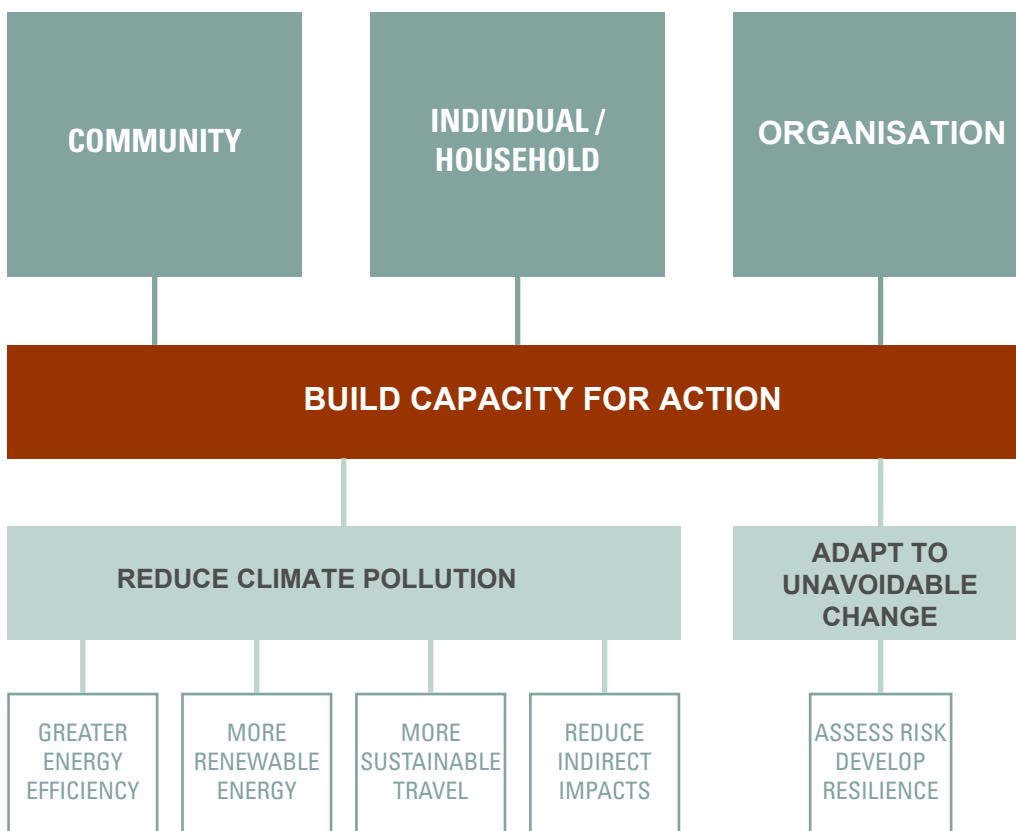 COMMUNITY
INDIVIDUAL /
HOUSEHOLD
ORGANISATION
BUILD CAPACITY FOR ACTION
REDUCE CLIMATE POLLUTION
ADAPT TO
UNAVOIDABLE
CHANGE
GREATER
ENERGY
EFFICIENCY
MORE
RENEWABLE
ENERGY
MORE
SUSTAINABLE
TRAVEL
REDUCE
INDIRECT
IMPACTS
ASSESS RISK
DEVELOP
RESILIENCE